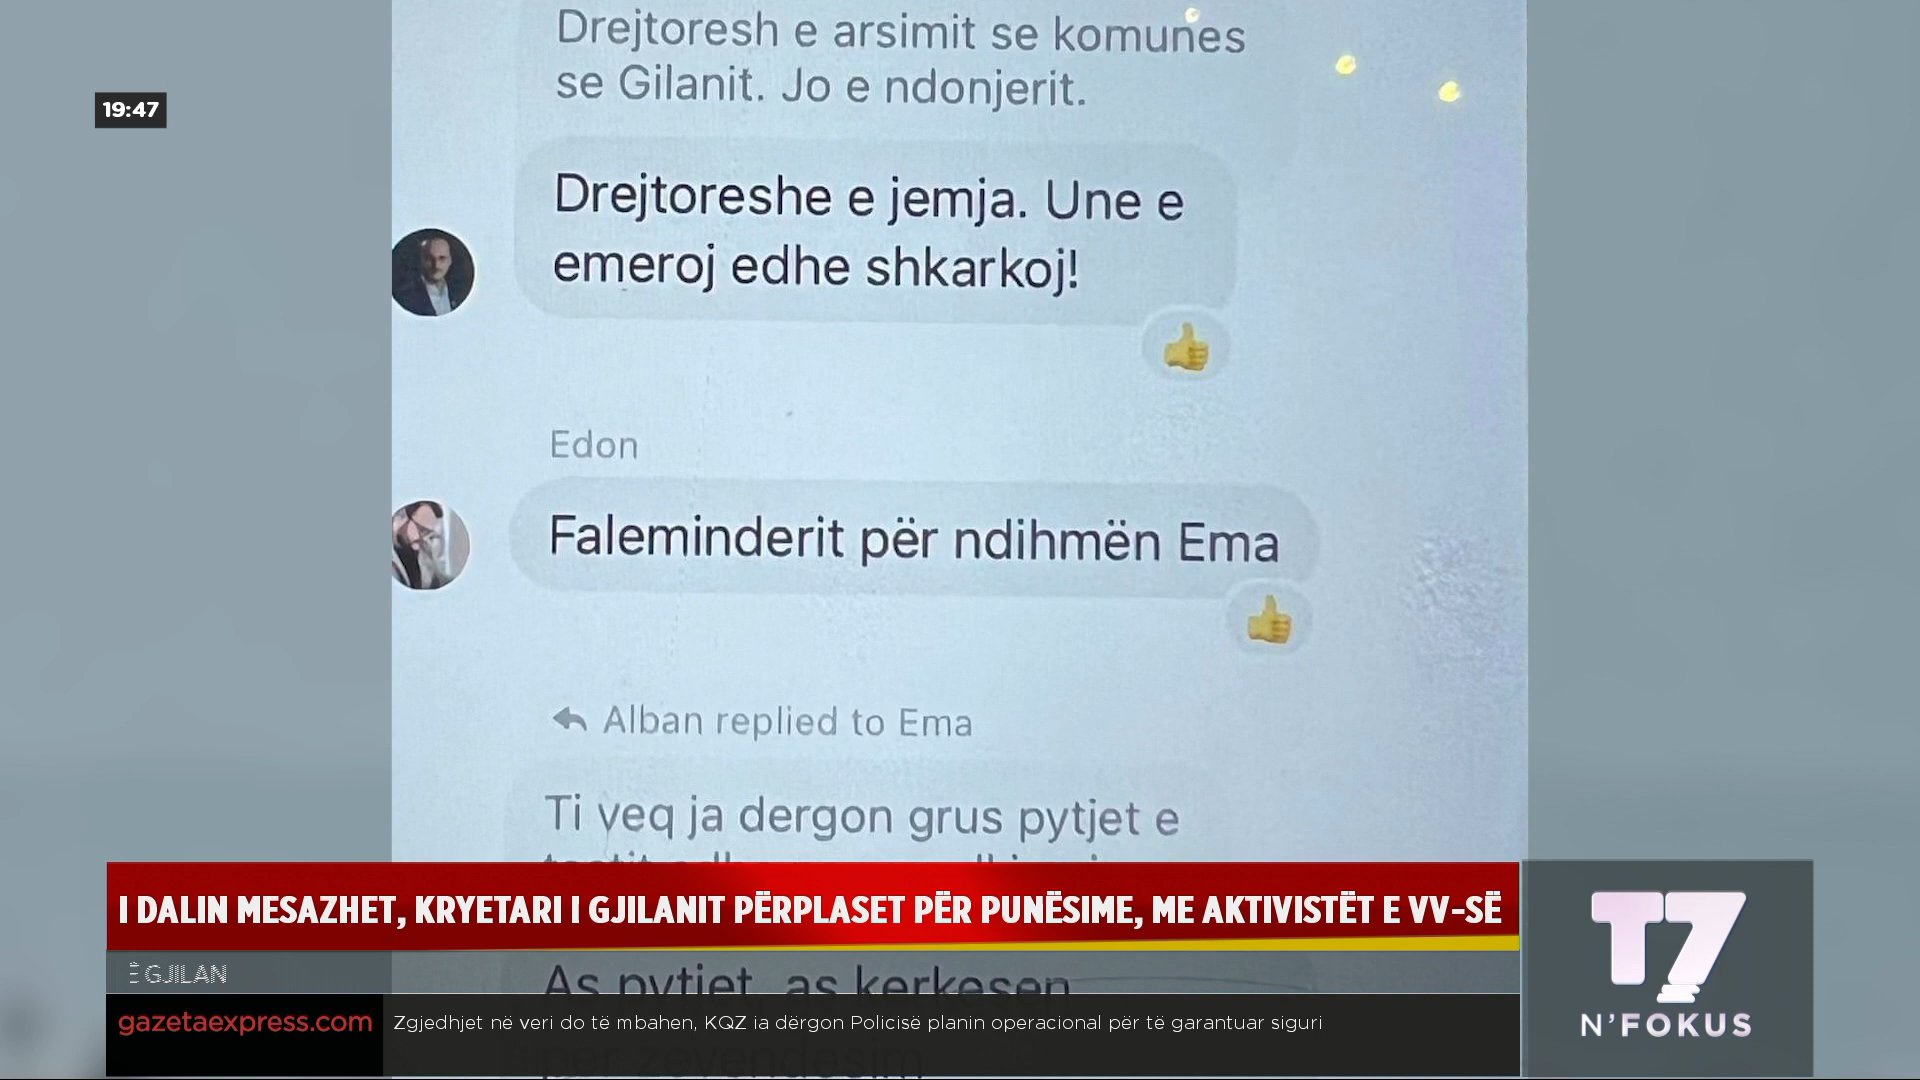 Drejtoresh e arsimit se komunes
se Gilanit. Jo e ndonjerit.
19:47
Drejtoreshe e jemja. Une e
emeroj edhe shkarkoj!
Edon
Faleminderit për ndihmën Ema
Alban replied to Ema
Ti veq ja dergon grus pytjet e
I DALIN MESAZHET, KRYETARI I GJILANIT PËRPLASET PËR PUNËSIME, ME AKTIVISTËT E VV-SË
GJILAN
As pytjet, as kerkesen
gazetaexpress.com
Zgjedhjet në veri do të mbahen, KQZ ia dërgon Policisë planin operacional për të garantuar siguri
per zevendesim
T7
N'FOKUS